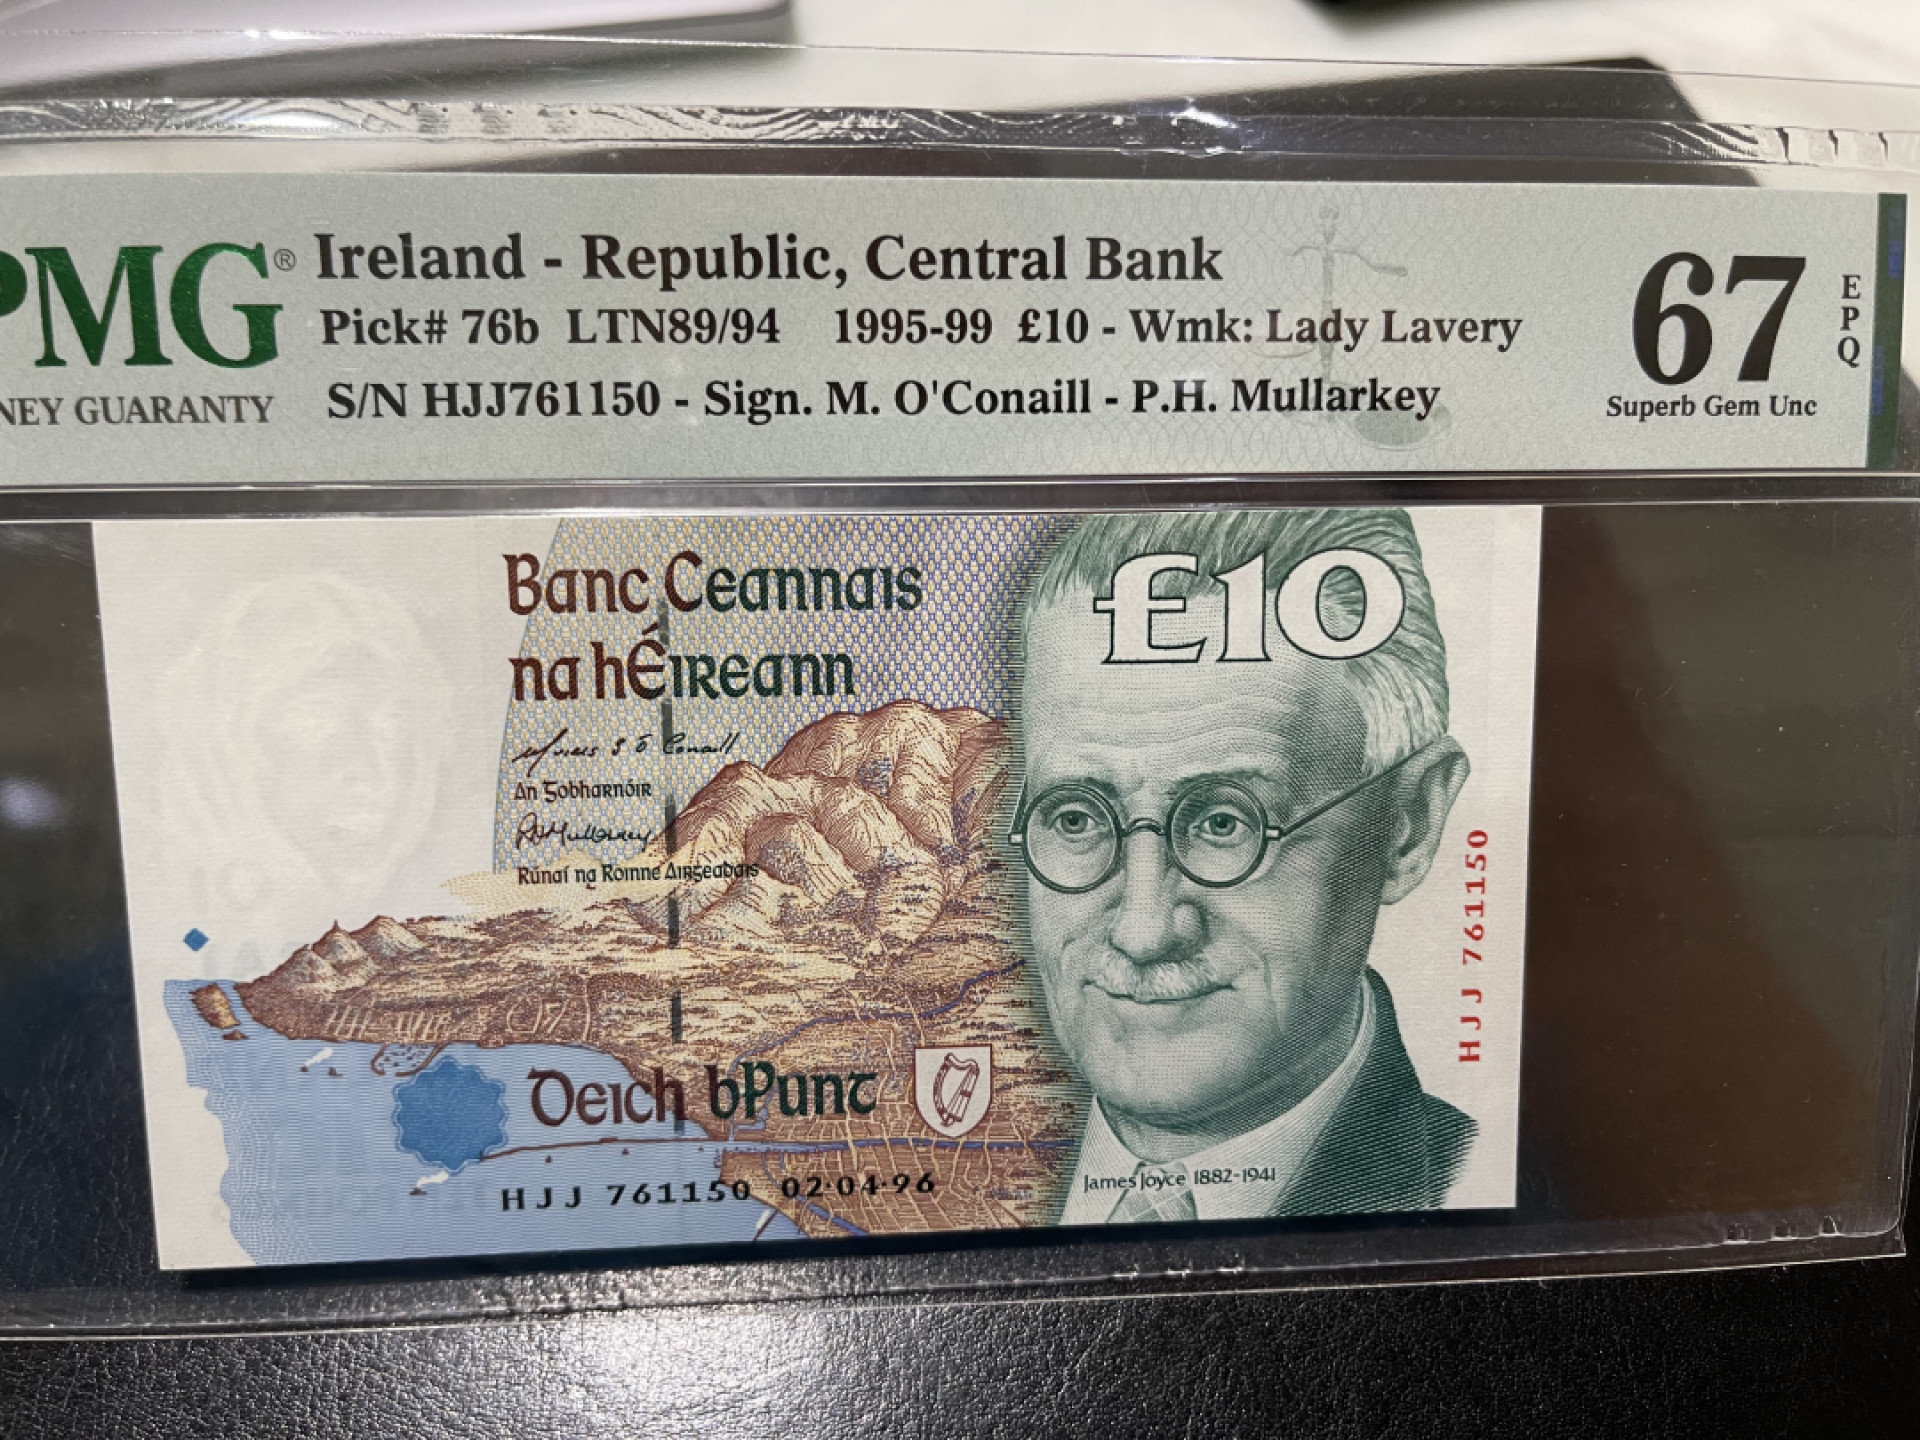 PMG® Ireland - Republic, Central Bank
Pick# 76b LTN89/94 1995-99 £10 - Wmk: Lady Lavery
GUARANTY S/N HJJ761150 - Sign. M. O'Conaill - P.H. Mullarkey
67 EPQ
Superb Gem Unc
Banc Ceannais
na hÉireann
£10
An Gobharnóir
Rúnaí na Roinne Airgeadais
Deich bPunt
HJJ 761150 02·04·96
James Joyce 1882-1941
HJJ 761150